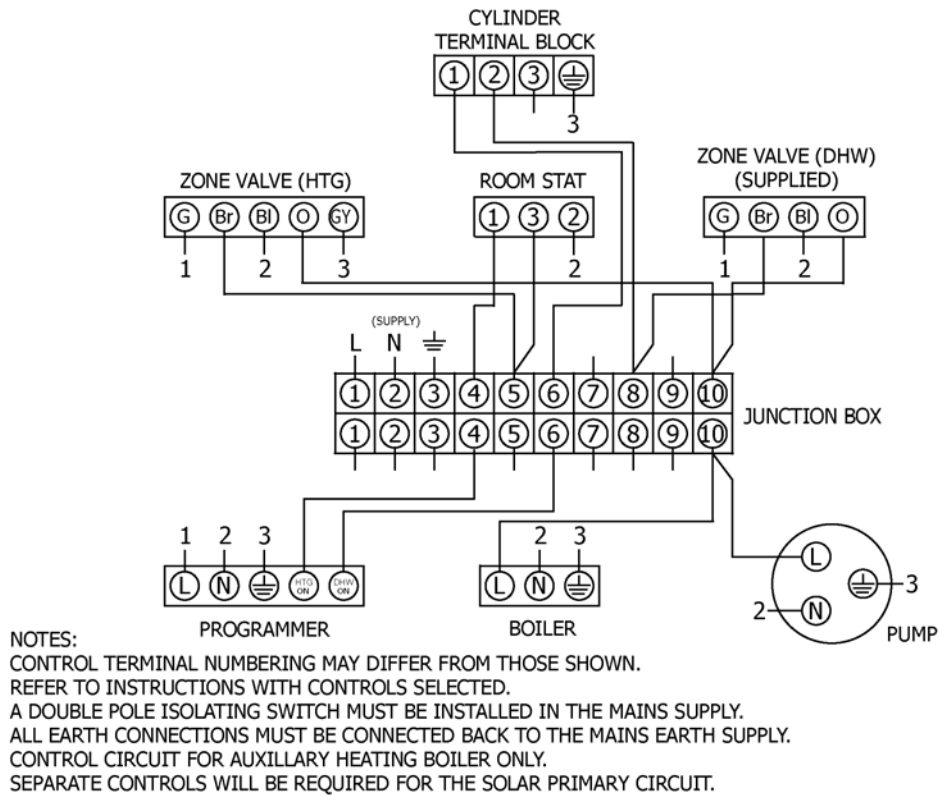 CYLINDER
TERMINAL BLOCK
1 2 3
3
ZONE VALVE (HTG)
G Br Bl O GY
1 2 3
ROOM STAT
1 3 2
2
ZONE VALVE (DHW)
(SUPPLIED)
G Br Bl O
1 2
(SUPPLY)
L N
1 2 3 4 5 6 7 8 9 10
1 2 3 4 5 6 7 8 9 10
JUNCTION BOX
1 2 3
L N HTG ON DHW ON
PROGRAMMER
2 3
L N
BOILER
L
3
2 N
PUMP
NOTES:
CONTROL TERMINAL NUMBERING MAY DIFFER FROM THOSE SHOWN.
REFER TO INSTRUCTIONS WITH CONTROLS SELECTED.
A DOUBLE POLE ISOLATING SWITCH MUST BE INSTALLED IN THE MAINS SUPPLY.
ALL EARTH CONNECTIONS MUST BE CONNECTED BACK TO THE MAINS EARTH SUPPLY.
CONTROL CIRCUIT FOR AUXILLARY HEATING BOILER ONLY.
SEPARATE CONTROLS WILL BE REQUIRED FOR THE SOLAR PRIMARY CIRCUIT.